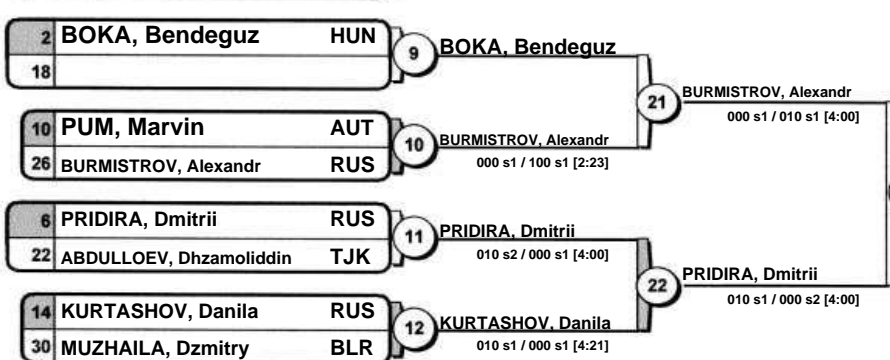 2 BOKA, Bendeguz HUN
18
9
BOKA, Bendeguz
10 PUM, Marvin AUT
26 BURMISTROV, Alexandr RUS
10
BURMISTROV, Alexandr
000 s1 / 100 s1 [2:23]
21
BURMISTROV, Alexandr
000 s1 / 010 s1 [4:00]
6 PRIDIRA, Dmitrii RUS
22 ABDULLOEV, Dhzamoliddin TJK
11
PRIDIRA, Dmitrii
010 s2 / 000 s1 [4:00]
14 KURTASHOV, Danila RUS
30 MUZHAILA, Dzmitry BLR
12
KURTASHOV, Danila
010 s1 / 000 s1 [4:21]
22
PRIDIRA, Dmitrii
010 s1 / 000 s2 [4:00]